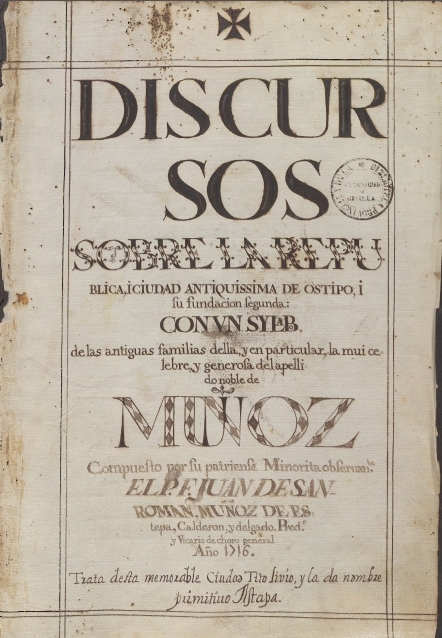 DISCUR
SOS
SOBRE LA REPU
BLICA, i CIUDAD ANTIQUISSIMA DE OSTIPO, i
su fundacion segunda:
CON VN SYLB,
de las antiguas familias della, y en particular, la mui ce-
lebre, y generosa del apelli
do noble de
MUÑOZ
Compuesto por su patriense Minorita observan.te
EL P. F. JUAN DE SAN-
ROMAN, MUÑOZ DE ES-
tepa, Calderon, y delgado. Pred.r
y Vicario de choro general
Año 1716.
Trata desta memorable Ciudad Tito livio, y la da nombre
primitiuo Astapa.